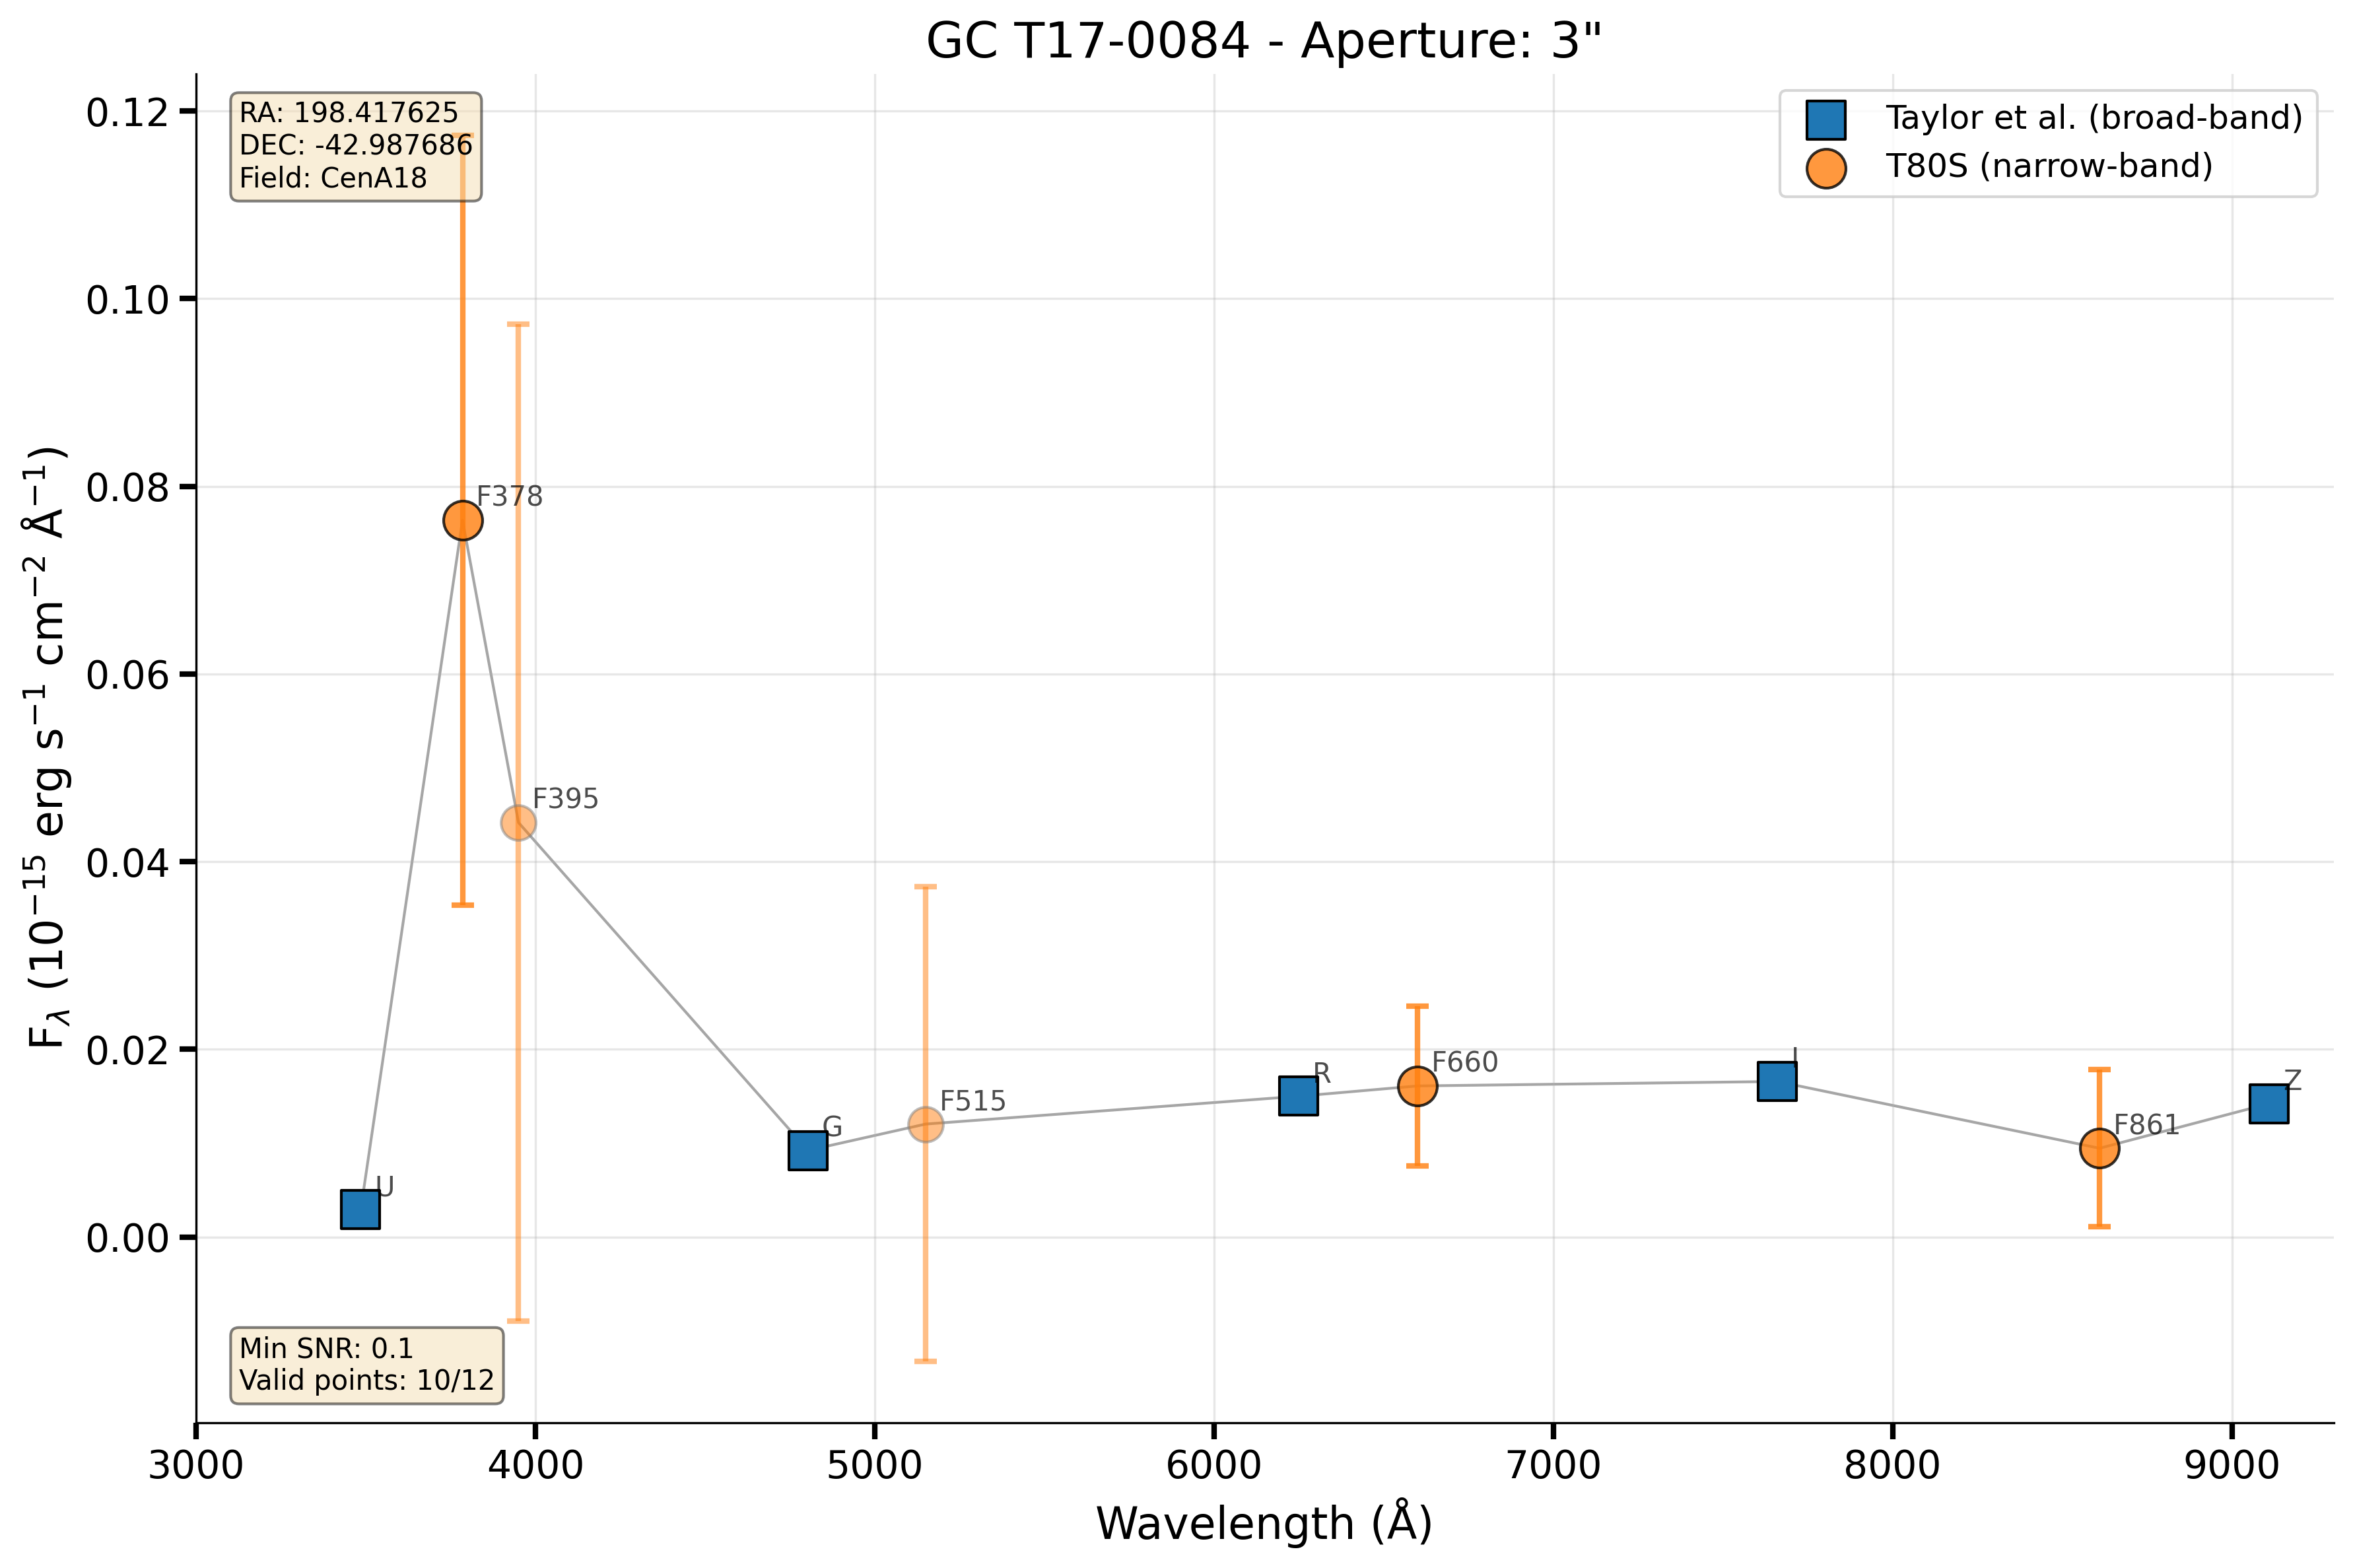 GC T17-0084 - Aperture: 3"
RA: 198.417625
DEC: -42.987686
Field: CenA18
Taylor et al. (broad-band)
T80S (narrow-band)
0.12
0.10
0.08
0.06
0.04
0.02
0.00
F$_λ$ (10$^{−15}$ erg s$^{−1}$ cm$^{−2}$ Å$^{−1}$)
U
F378
F395
G
F515
R
F660
I
F861
Z
Min SNR: 0.1
Valid points: 10/12
3000 4000 5000 6000 7000 8000 9000
Wavelength (Å)